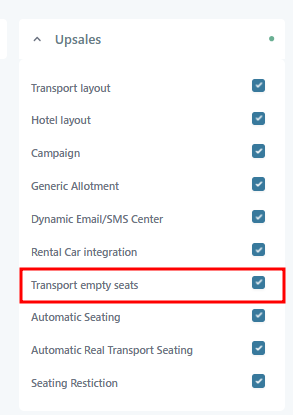 Upsales
Transport layout
Hotel layout
Campaign
Generic Allotment
Dynamic Email/SMS Center
Rental Car integration
Transport empty seats
Automatic Seating
Automatic Real Transport Seating
Seating Restiction